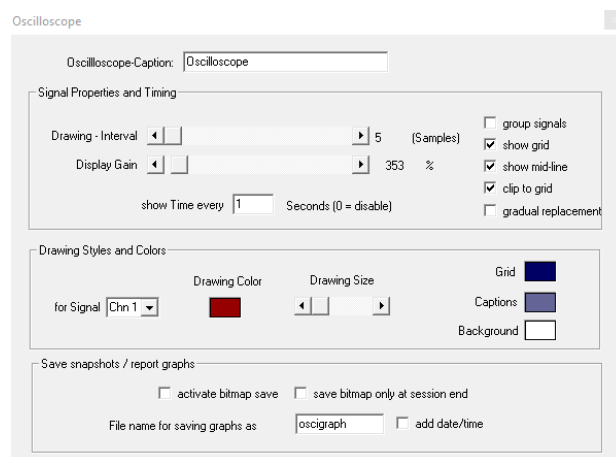 Oscilloscope
Oscillloscope-Caption: Oscilloscope
Signal Properties and Timing
Drawing - Interval 5 (Samples)
Display Gain 353 %
show Time every 1 Seconds (0 = disable)
group signals
show grid
show mid-line
clip to grid
gradual replacement
Drawing Styles and Colors
for Signal Chn 1
Drawing Color
Drawing Size
Grid
Captions
Background
Save snapshots / report graphs
activate bitmap save
save bitmap only at session end
File name for saving graphs as oscigraph
add date/time